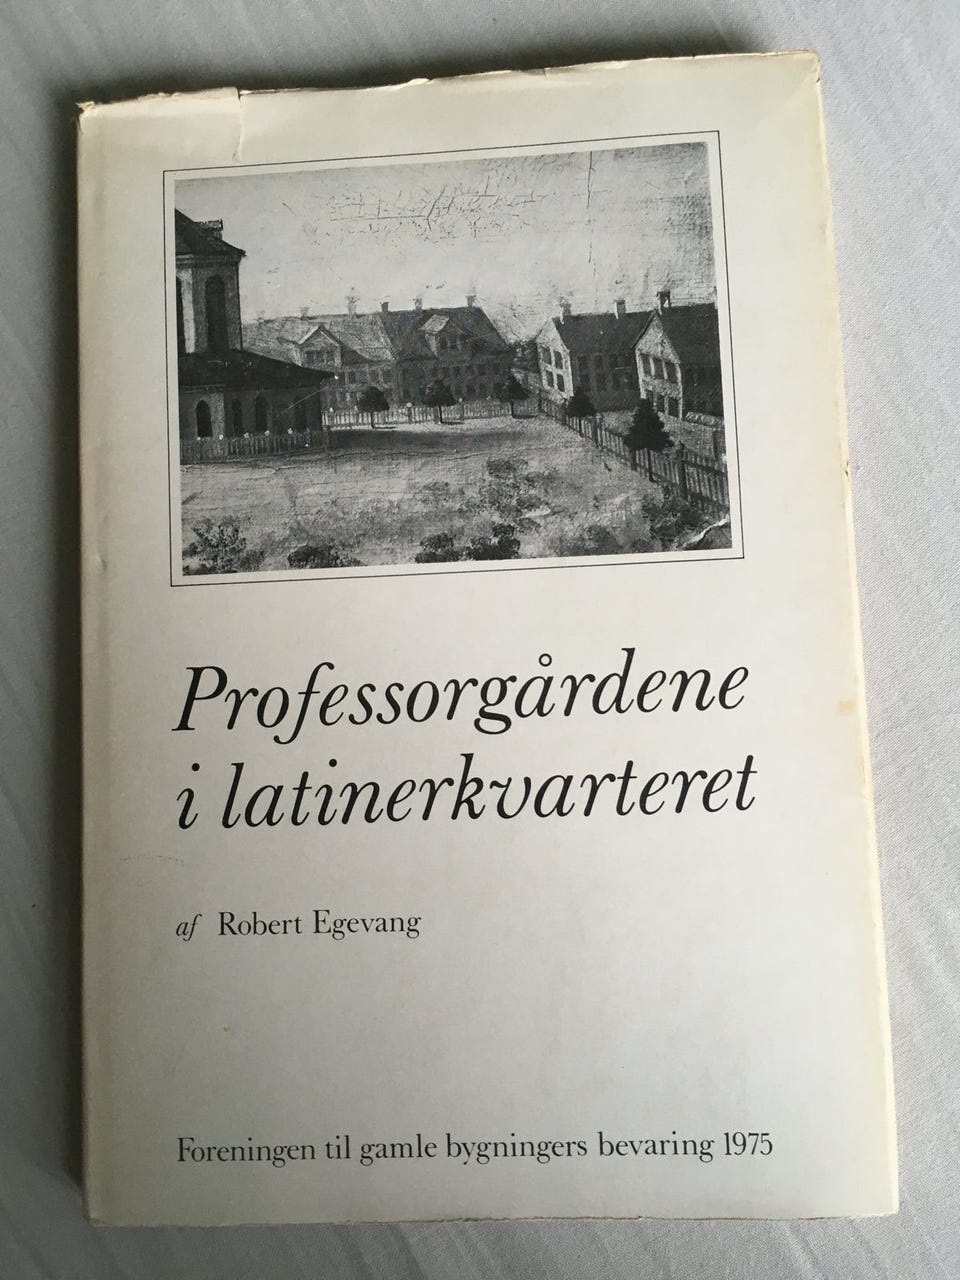 Professorgårdene
i latinerkvarteret
af Robert Egevang
Foreningen til gamle bygningers bevaring 1975